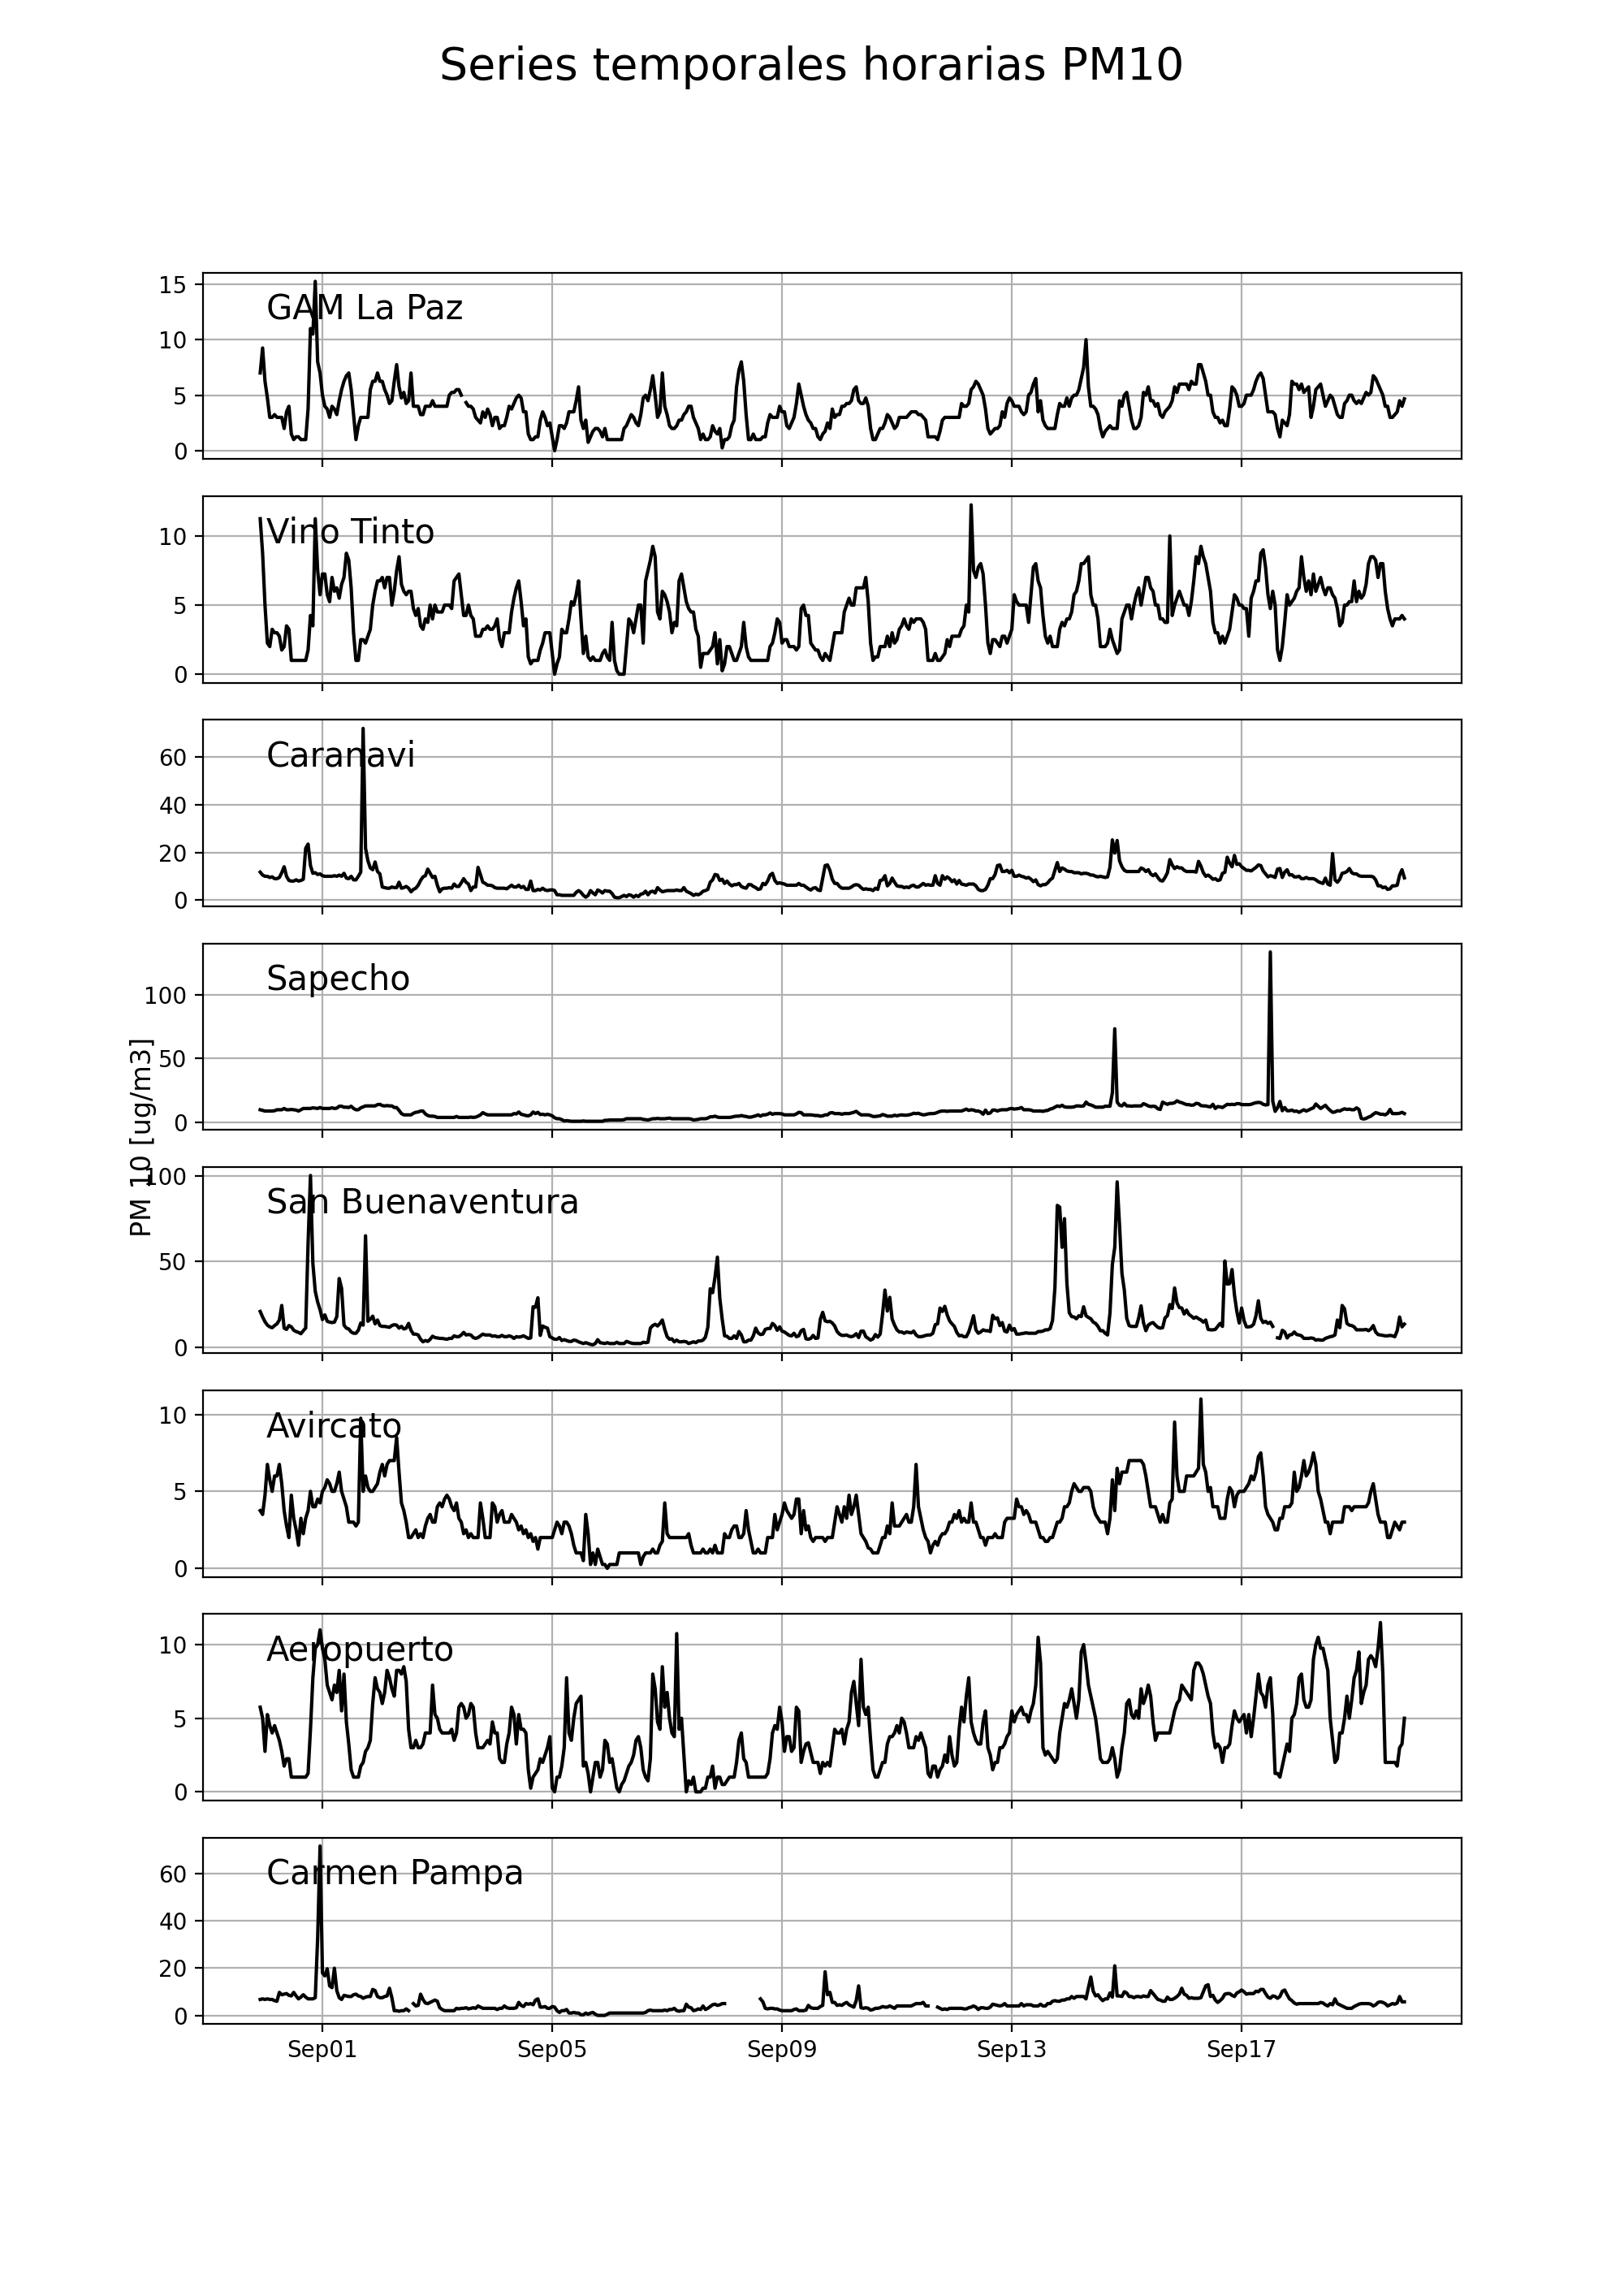 Series temporales horarias PM10
PM 10 [ug/m3]
15
GAM La Paz
10
5
0
Vino Tinto
10
5
0
Caranavi
60
40
20
0
Sapecho
100
50
0
100
San Buenaventura
50
0
Avircato
10
5
0
Aeropuerto
10
5
0
Carmen Pampa
60
40
20
0
Sep01 Sep05 Sep09 Sep13 Sep17